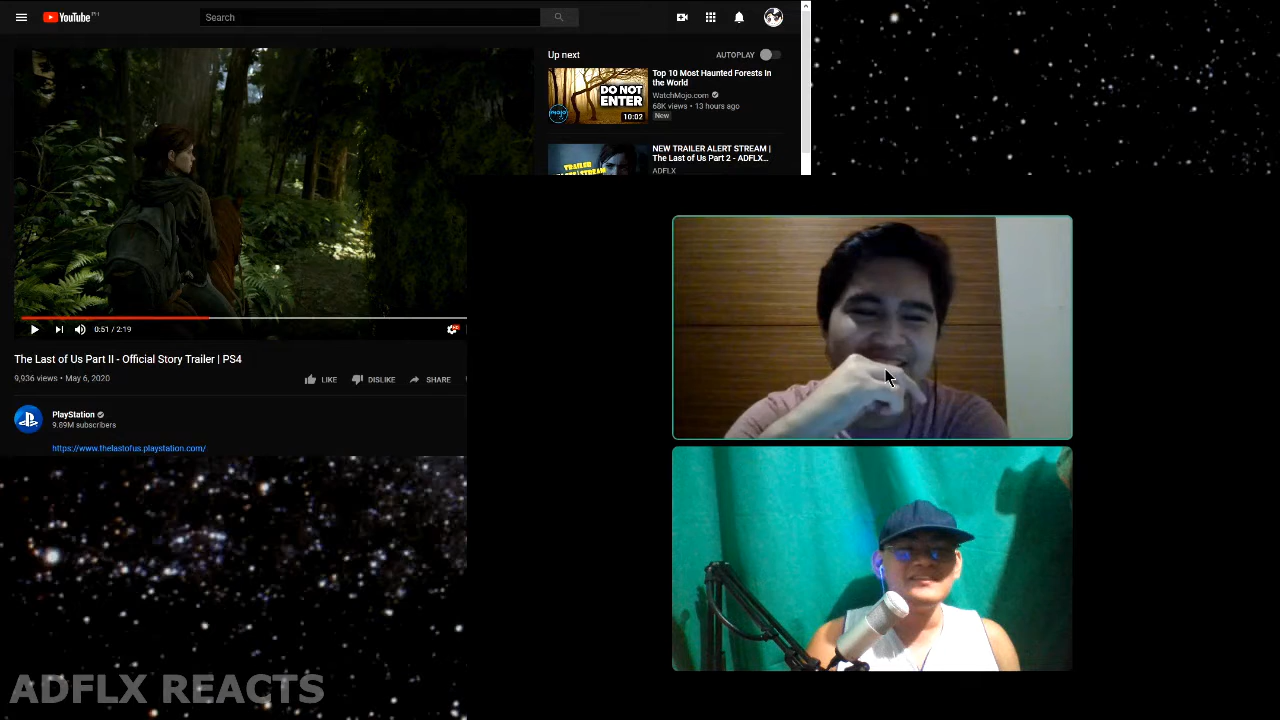 YouTube PH
Search
Up next
AUTOPLAY
DO NOT
ENTER
10:02
Top 10 Most Haunted Forests in
the World
WatchMojo.com
68K views • 13 hours ago
New
NEW TRAILER ALERT STREAM |
The Last of Us Part 2 - ADFLX...
ADFLX
0:51 / 2:19
The Last of Us Part II - Official Story Trailer | PS4
9,936 views • May 6, 2020
LIKE
DISLIKE
SHARE
PlayStation
9.89M subscribers
https://www.thelastofus.playstation.com/
ADFLX REACTS